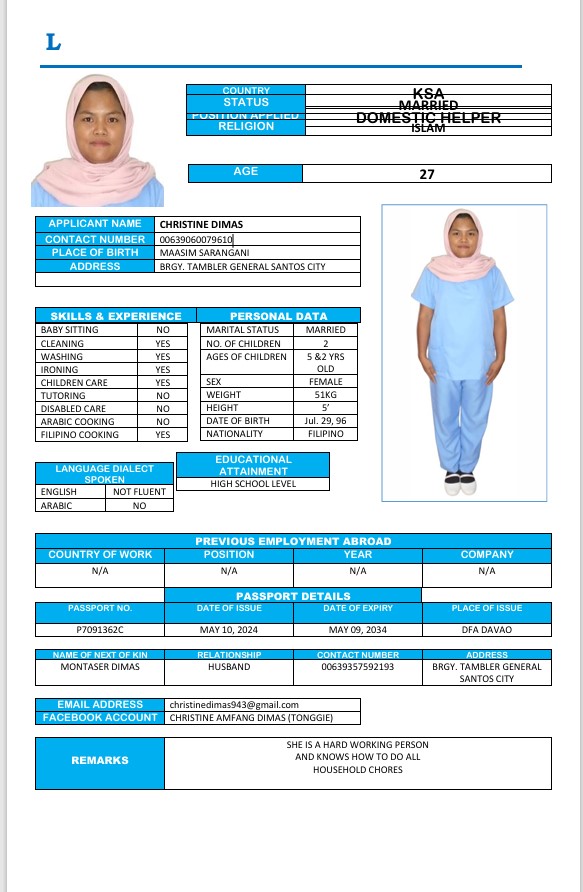 L
COUNTRY KSA
STATUS MARRIED
POSITION APPLIED DOMESTIC HELPER
RELIGION ISLAM
AGE 27
APPLICANT NAME CHRISTINE DIMAS
CONTACT NUMBER 00639060079610
PLACE OF BIRTH MAASIM SARANGANI
ADDRESS BRGY. TAMBLER GENERAL SANTOS CITY
SKILLS & EXPERIENCE
BABY SITTING NO
CLEANING YES
WASHING YES
IRONING YES
CHILDREN CARE YES
TUTORING NO
DISABLED CARE NO
ARABIC COOKING NO
FILIPINO COOKING YES
PERSONAL DATA
MARITAL STATUS MARRIED
NO. OF CHILDREN 2
AGES OF CHILDREN 5 &2 YRS
OLD
SEX FEMALE
WEIGHT 51KG
HEIGHT 5’
DATE OF BIRTH Jul. 29, 96
NATIONALITY FILIPINO
LANGUAGE DIALECT
SPOKEN
ENGLISH NOT FLUENT
ARABIC NO
EDUCATIONAL
ATTAINMENT
HIGH SCHOOL LEVEL
PREVIOUS EMPLOYMENT ABROAD
COUNTRY OF WORK POSITION YEAR COMPANY
N/A N/A N/A N/A
PASSPORT DETAILS
PASSPORT NO. DATE OF ISSUE DATE OF EXPIRY PLACE OF ISSUE
P7091362C MAY 10, 2024 MAY 09, 2034 DFA DAVAO
NAME OF NEXT OF KIN RELATIONSHIP CONTACT NUMBER ADDRESS
MONTASER DIMAS HUSBAND 00639357592193 BRGY. TAMBLER GENERAL
SANTOS CITY
EMAIL ADDRESS christinedimas943@gmail.com
FACEBOOK ACCOUNT CHRISTINE AMFANG DIMAS (TONGGIE)
REMARKS
SHE IS A HARD WORKING PERSON
AND KNOWS HOW TO DO ALL
HOUSEHOLD CHORES